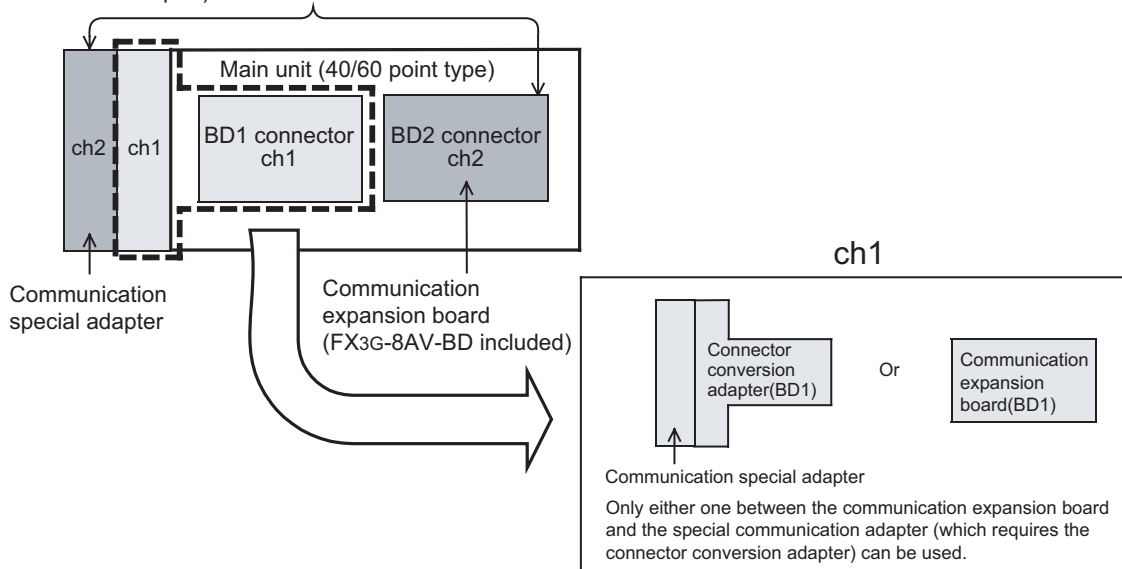 Main unit (40/60 point type)
ch2
ch1
BD1 connector
ch1
BD2 connector
ch2
Communication
special adapter
Communication
expansion board
(FX3G-8AV-BD included)
ch1
Connector
conversion
adapter(BD1)
Or
Communication
expansion
board(BD1)
Communication special adapter
Only either one between the communication expansion board
and the special communication adapter (which requires the
connector conversion adapter) can be used.